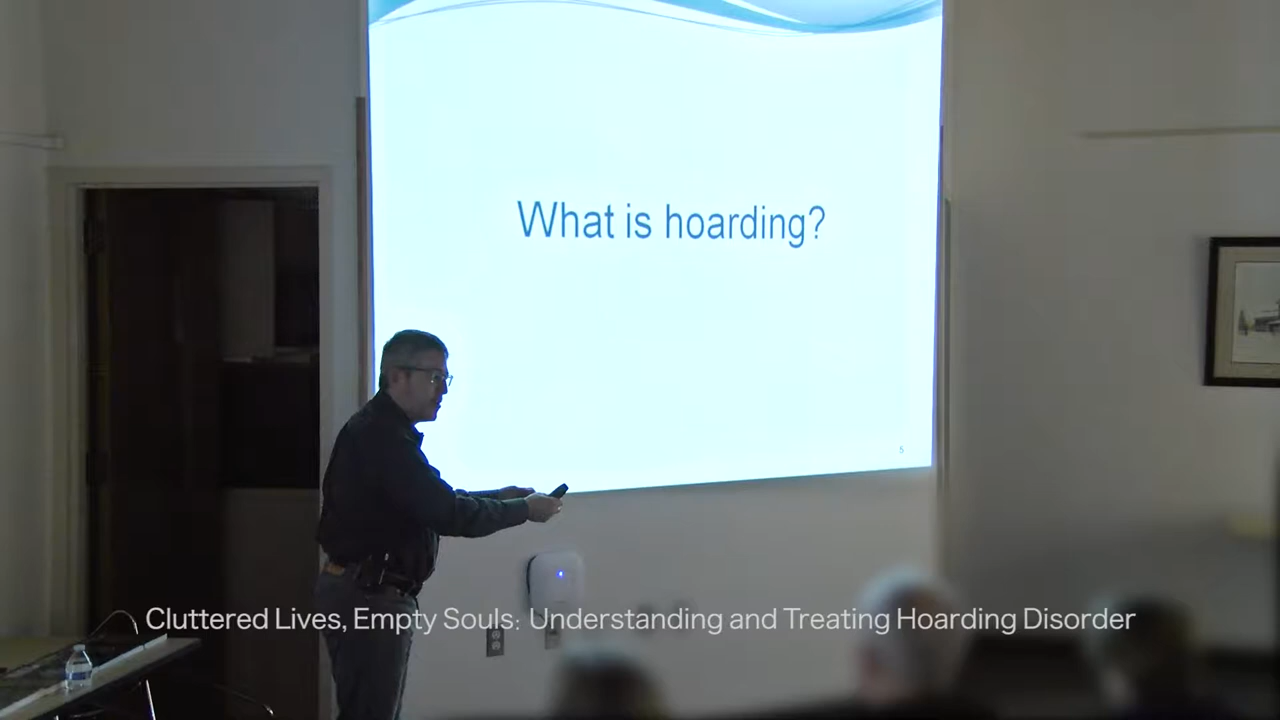 What is hoarding?
5
Cluttered Lives, Empty Souls: Understanding and Treating Hoarding Disorder